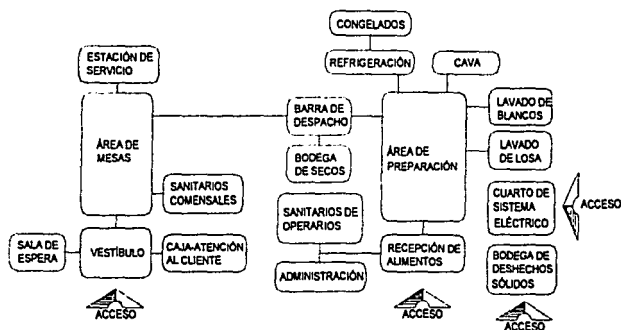 CONGELADOS
ESTACIÓN DE
SERVICIO
REFRIGERACIÓN
CAVA
BARRA DE
DESPACHO
LAVADO DE
BLANCOS
ÁREA DE
MESAS
ÁREA DE
PREPARACIÓN
LAVADO
DE LOSA
BODEGA
DE SECOS
SANITARIOS
COMENSALES
SANITARIOS DE
OPERARIOS
CUARTO DE
SISTEMA
ELÉCTRICO
ACCESO
SALA DE
ESPERA
VESTÍBULO
CAJA-ATENCIÓN
AL CLIENTE
ADMINISTRACIÓN
RECEPCIÓN DE
ALIMENTOS
BODEGA DE
DESHECHOS
SÓLIDOS
ACCESO
ACCESO
ACCESO